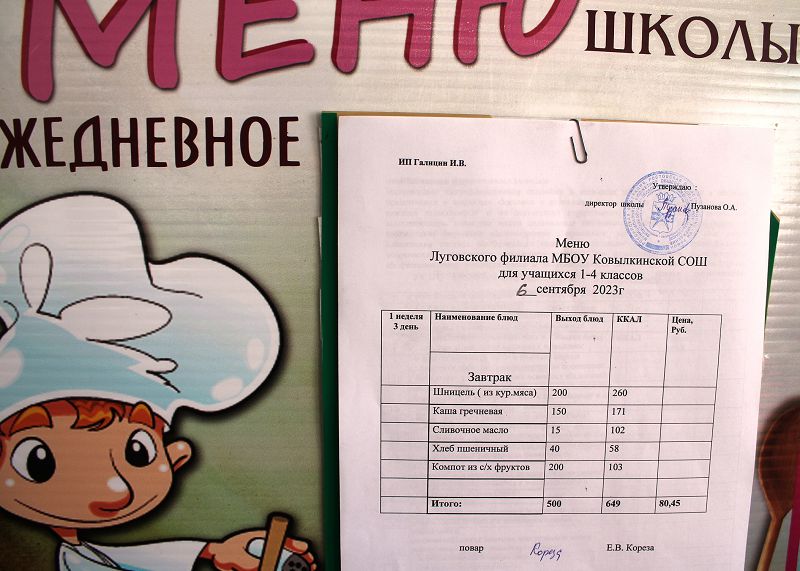 МЕНЮ
ШКОЛЫ
ЖЕДНЕВНОЕ
ИП Галицин И.В.
Утверждаю :
директор школы Пузанова О.А.
Меню
Луговского филиала МБОУ Ковылкинской СОШ
для учащихся 1-4 классов
6 сентября 2023г
1 неделя 3 день Наименование блюд Выход блюд ККАЛ Цена, Руб.
Завтрак
Шницель ( из кур.мяса) 200 260
Каша гречневая 150 171
Сливочное масло 15 102
Хлеб пшеничный 40 58
Компот из с/х фруктов 200 103
Итого: 500 649 80,45
повар Кореза Е.В. Кореза